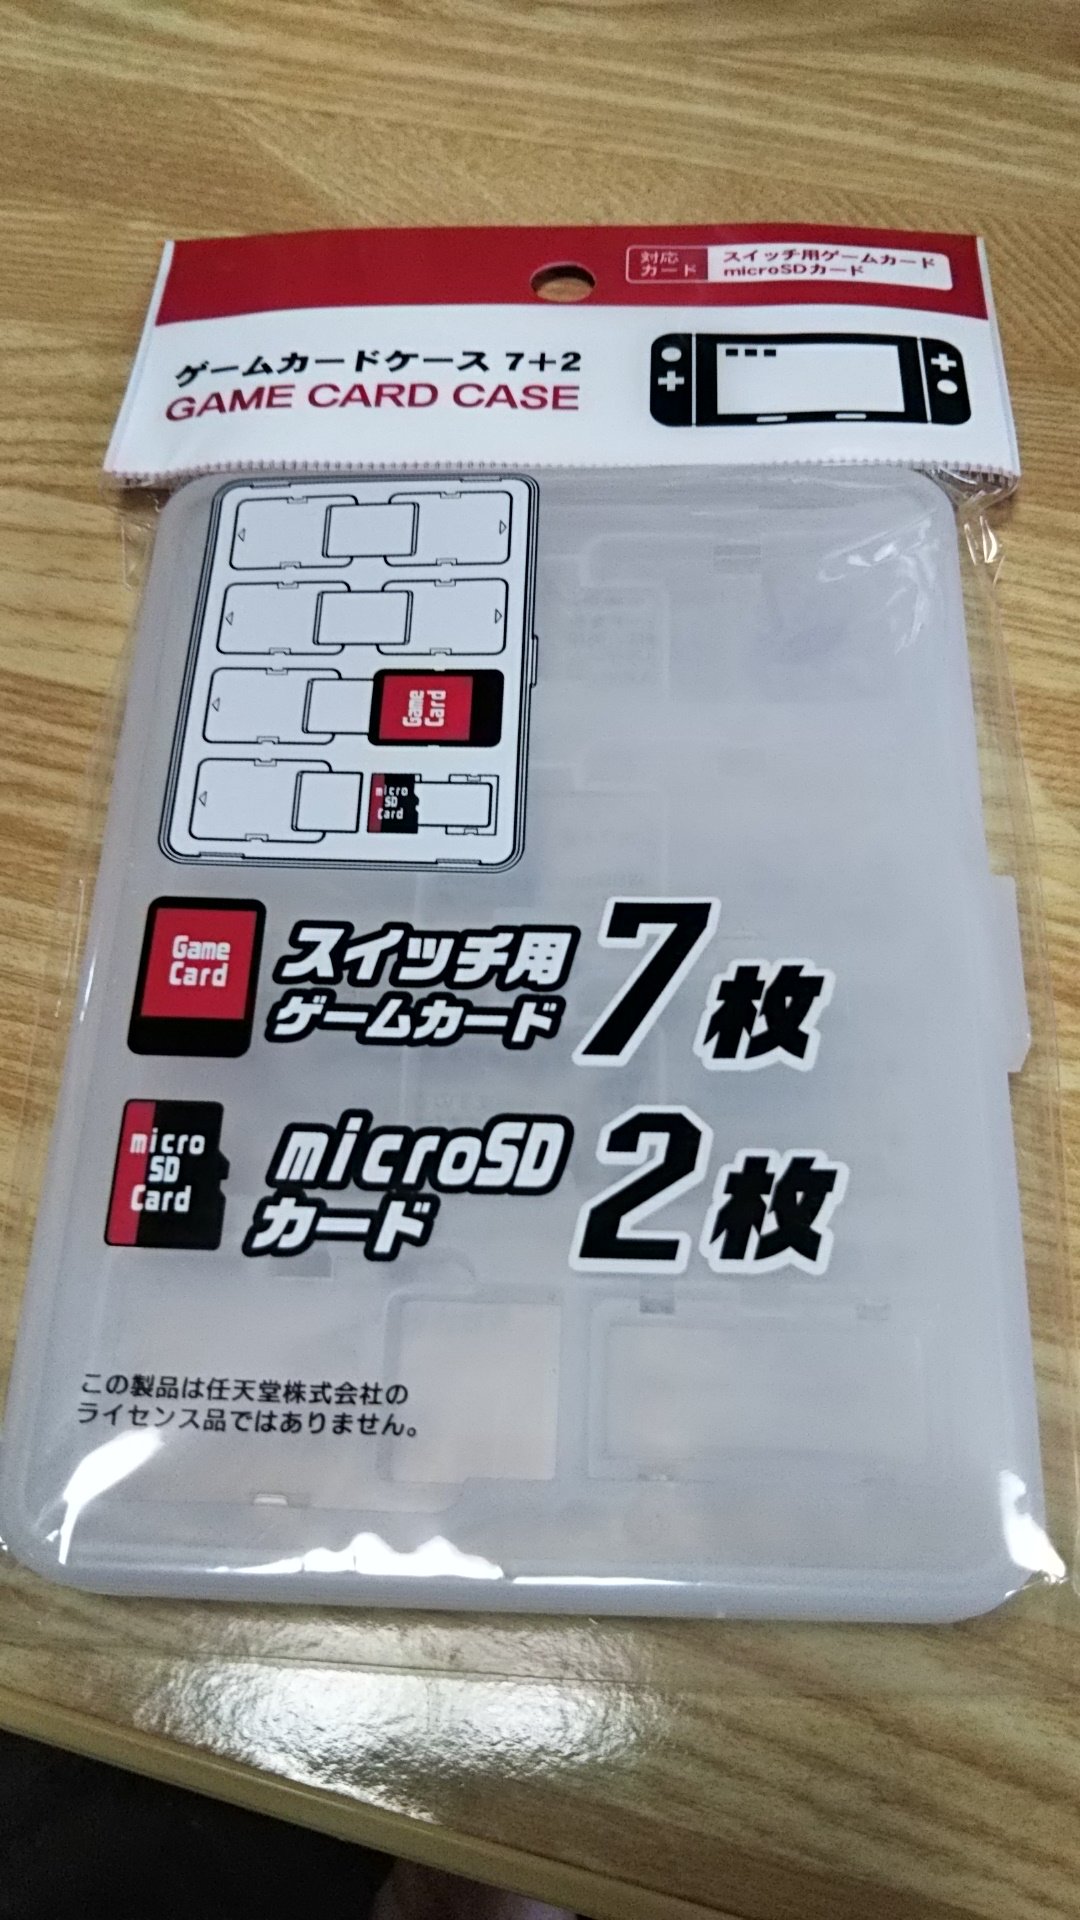 対応
カード
スイッチ用ゲームカード
microSDカード
ゲームカードケース 7+2
GAME CARD CASE
Game
Card
micro
SD
Card
Game
Card
スイッチ用
ゲームカード
7枚
micro
SD
Card
microSD
カード
2枚
この製品は任天堂株式会社の
ライセンス品ではありません。